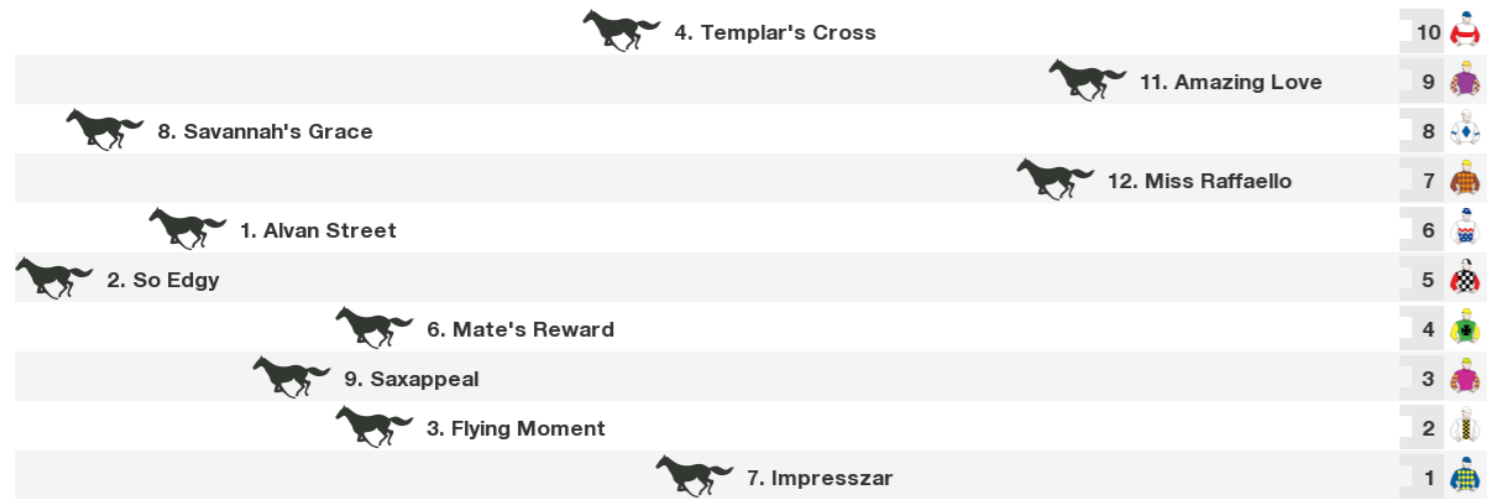 4. Templar's Cross 10
11. Amazing Love 9
8. Savannah's Grace 8
12. Miss Raffaello 7
1. Alvan Street 6
2. So Edgy 5
6. Mate's Reward 4
9. Saxappeal 3
3. Flying Moment 2
7. Impresszar 1